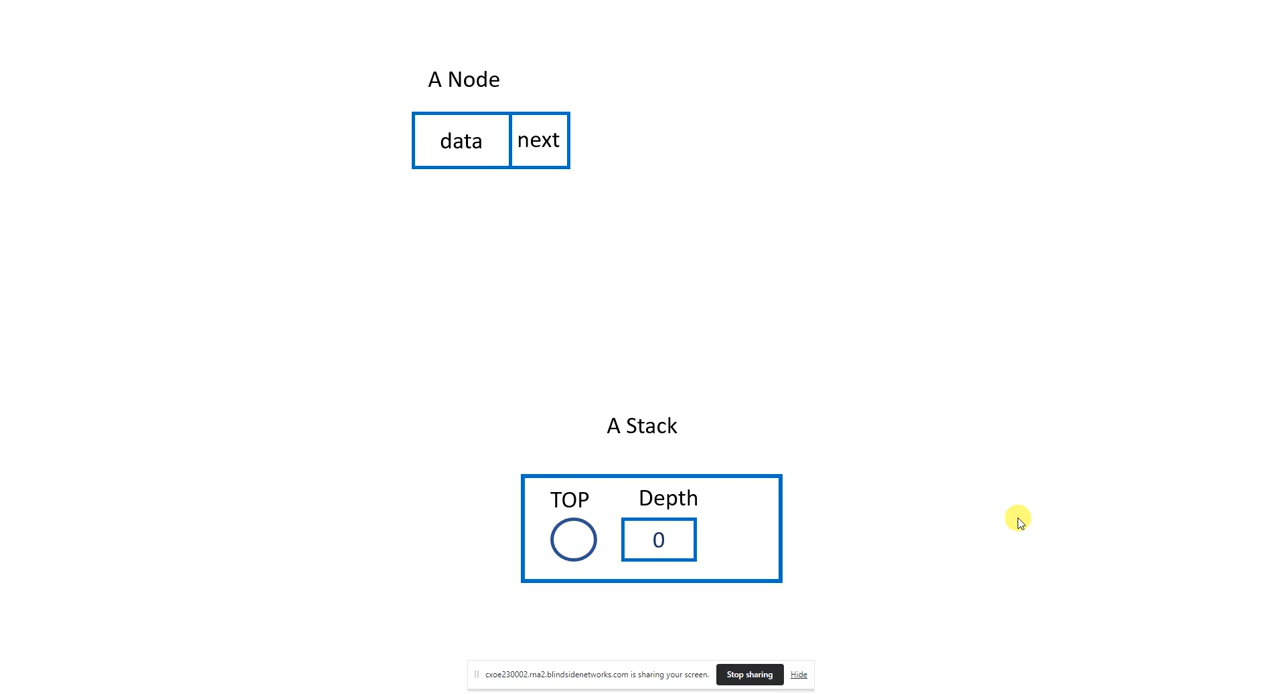 A Node
data next
A Stack
TOP Depth
0
cxoe230002.rna2.blindsidenetworks.com is sharing your screen. Stop sharing Hide